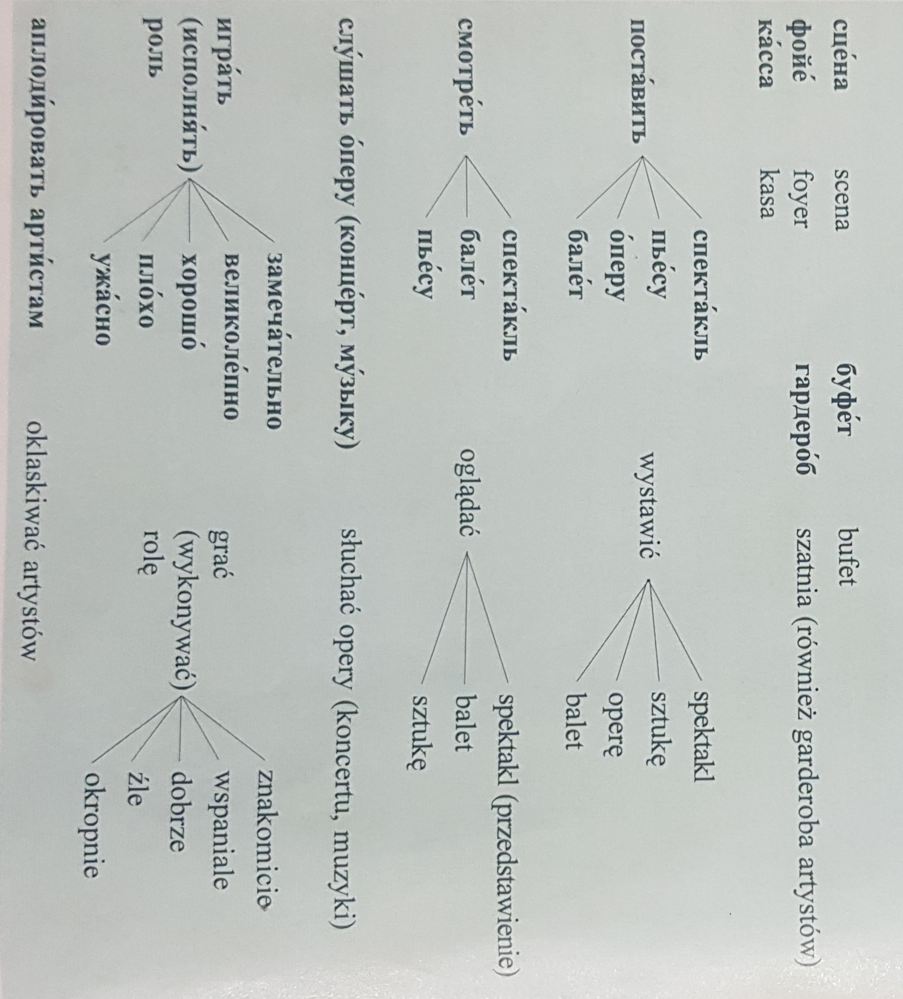 сце́на scena буфе́т bufet
фойе́ foyer гардеро́б szatnia (również garderoba artystów)
ка́сса kasa
поста́вить спекта́кль wystawić spektakl
пье́су sztukę
о́перу operę
бале́т balet
смотре́ть спекта́кль oglądać spektakl (przedstawienie)
бале́т balet
пье́су sztukę
слу́шать о́перу (конце́рт, му́зыку) słuchać opery (koncertu, muzyki)
замеча́тельно znakomicie
игра́ть великоле́пно grać wspaniale
(исполня́ть) хорошо́ (wykonywać) dobrze
роль пло́хо rolę źle
ужа́сно okropnie
аплоди́ровать арти́стам oklaskiwać artystów